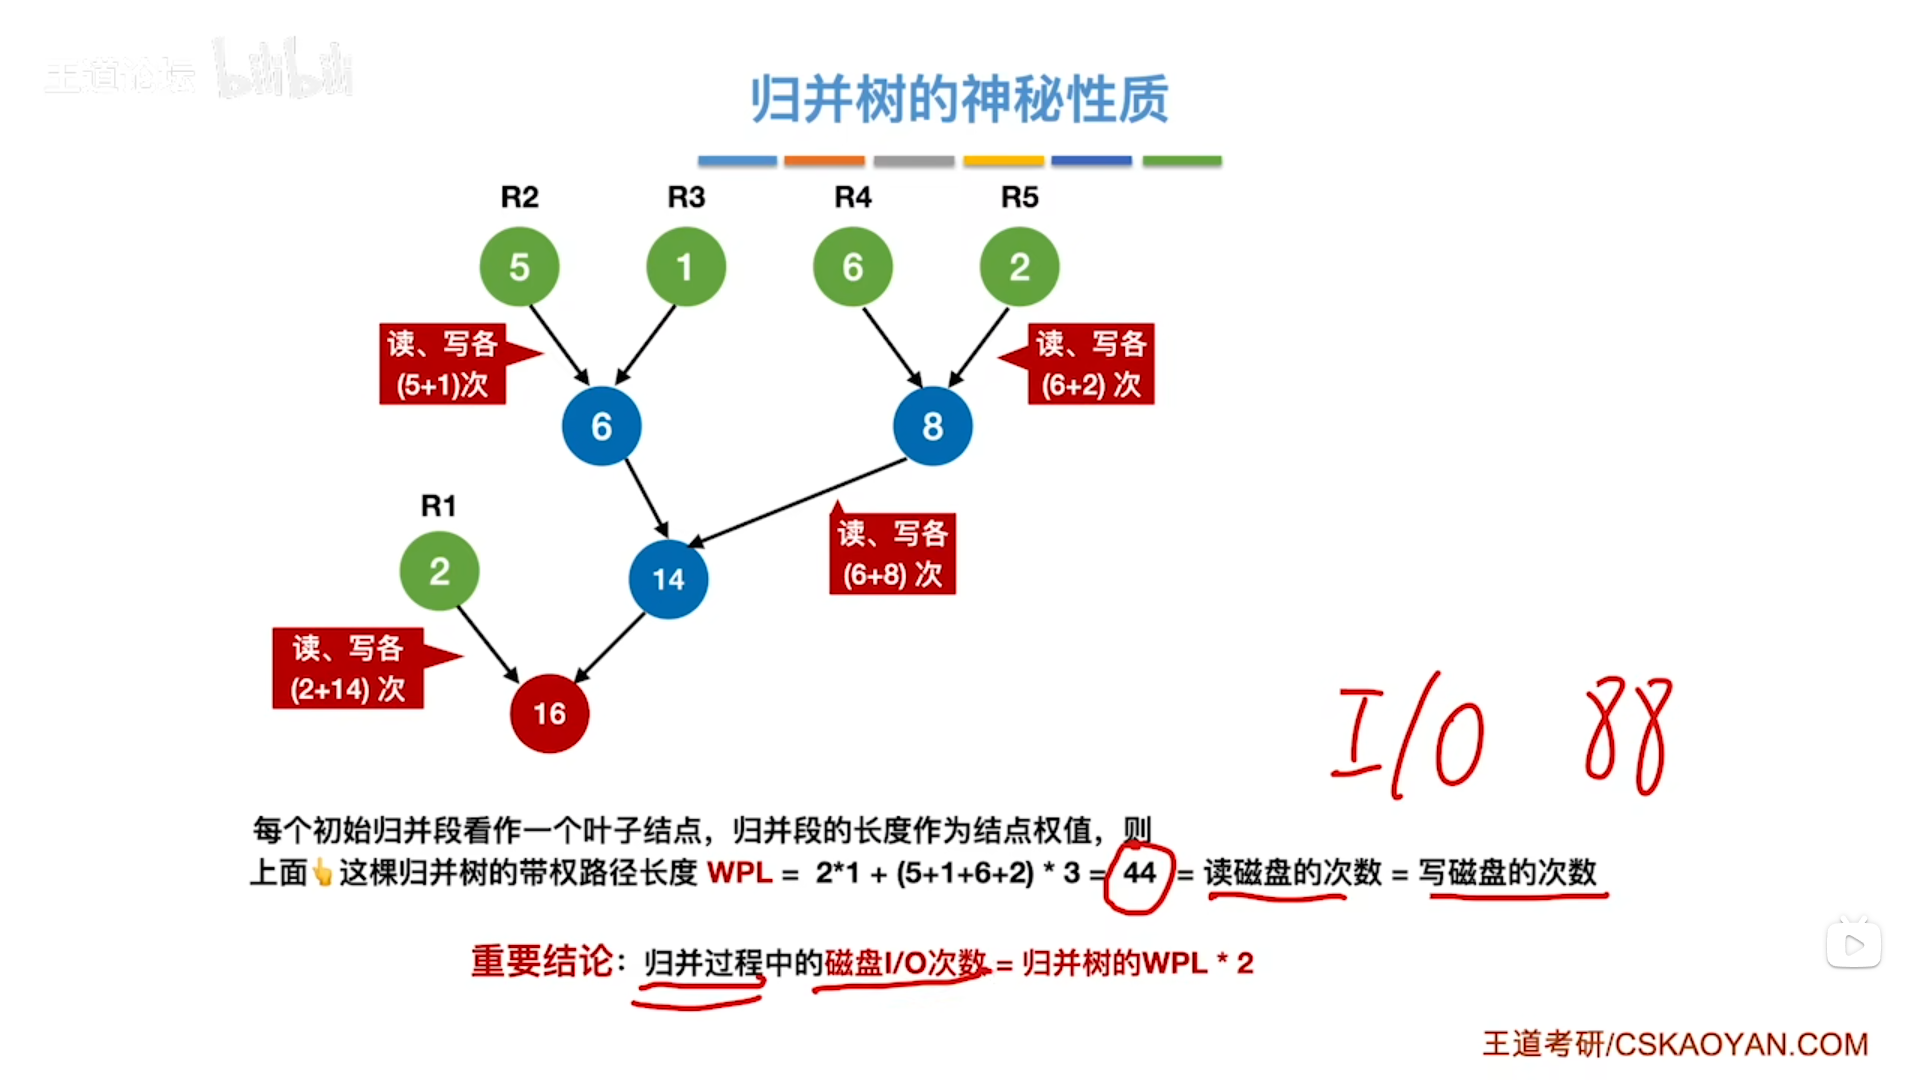 王道论坛 bilibili
归并树的神秘性质
R2 R3 R4 R5
5 1 6 2
读、写各
(5+1)次
读、写各
(6+2) 次
6 8
R1
读、写各
(6+8) 次
2 14
读、写各
(2+14) 次
16
I/O 88
每个初始归并段看作一个叶子结点，归并段的长度作为结点权值，则
上面👆这棵归并树的带权路径长度 WPL = 2*1 + (5+1+6+2) * 3 = 44 = 读磁盘的次数 = 写磁盘的次数
重要结论：归并过程中的磁盘I/O次数 = 归并树的WPL * 2
王道考研/CSKAOYAN.COM